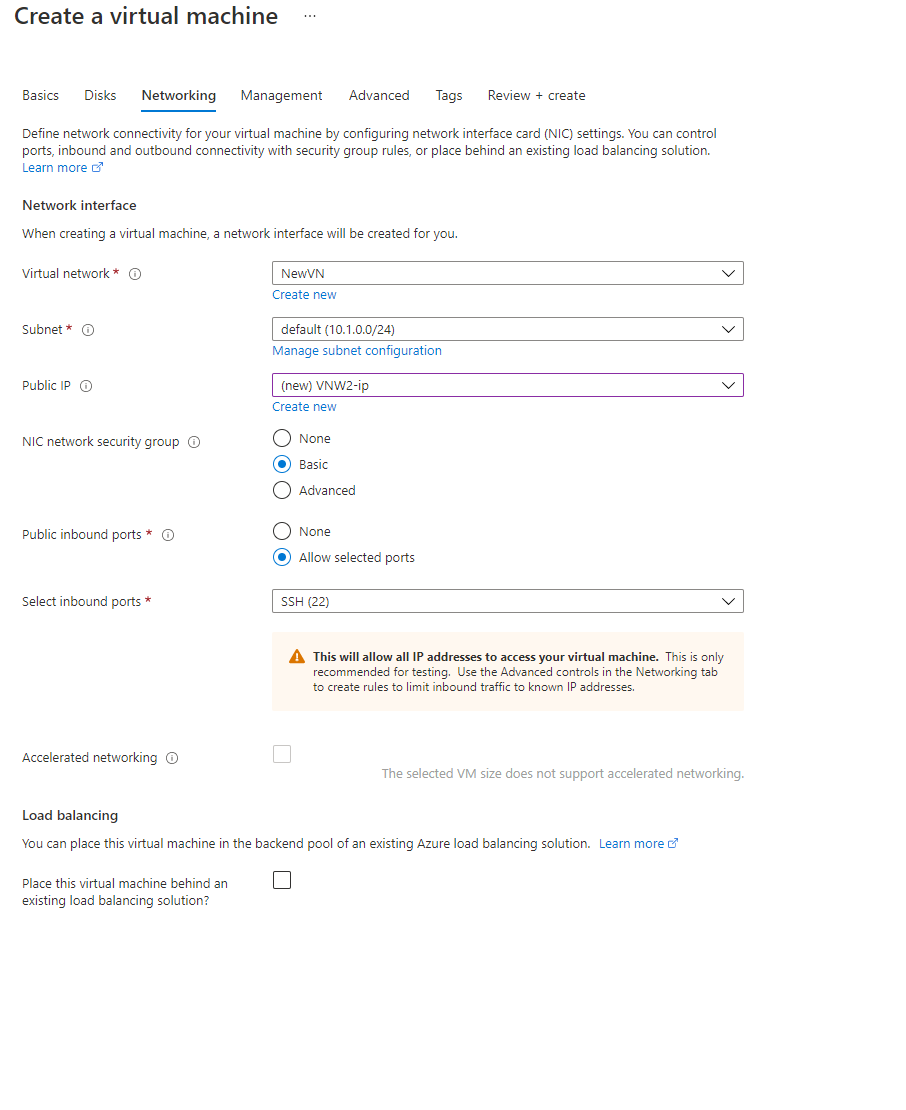 Create a virtual machine ...
Basics Disks Networking Management Advanced Tags Review + create
Define network connectivity for your virtual machine by configuring network interface card (NIC) settings. You can control
ports, inbound and outbound connectivity with security group rules, or place behind an existing load balancing solution.
Learn more
Network interface
When creating a virtual machine, a network interface will be created for you.
Virtual network *
NewVN
Create new
Subnet *
default (10.1.0.0/24)
Manage subnet configuration
Public IP
(new) VNW2-ip
Create new
NIC network security group
None
Basic
Advanced
Public inbound ports *
None
Allow selected ports
Select inbound ports *
SSH (22)
This will allow all IP addresses to access your virtual machine. This is only
recommended for testing. Use the Advanced controls in the Networking tab
to create rules to limit inbound traffic to known IP addresses.
Accelerated networking
The selected VM size does not support accelerated networking.
Load balancing
You can place this virtual machine in the backend pool of an existing Azure load balancing solution. Learn more
Place this virtual machine behind an
existing load balancing solution?